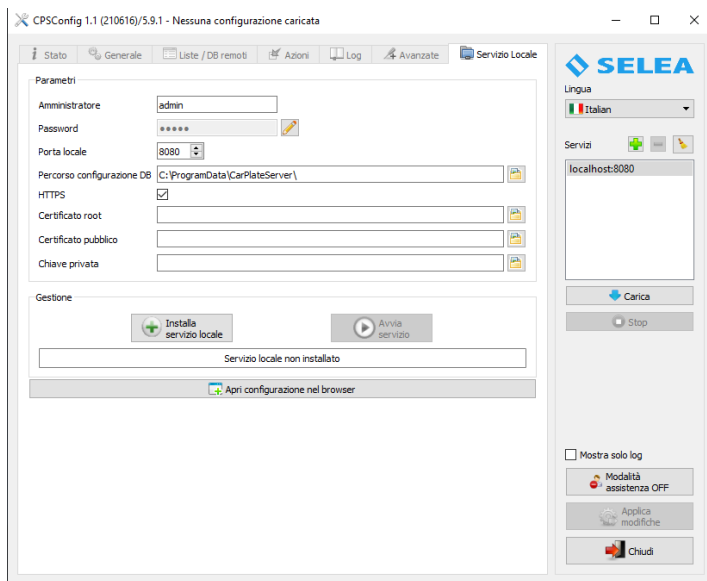 CPSConfig 1.1 (210616)/5.9.1 - Nessuna configurazione caricata
Stato
Generale
Liste / DB remoti
Azioni
Log
Avanzate
Servizio Locale
Parametri
Amministratore
admin
Password
●●●●●
Porta locale
8080
Percorso configurazione DB
C:\ProgramData\CarPlateServer\
HTTPS
Certificato root
Certificato pubblico
Chiave privata
Gestione
Installa
servizio locale
Avvia
servizio
Servizio locale non installato
Apri configurazione nel browser
SELEA
Lingua
Italian
Servizi
localhost:8080
Carica
Stop
Mostra solo log
Modalità
assistenza OFF
Applica
modifiche
Chiudi